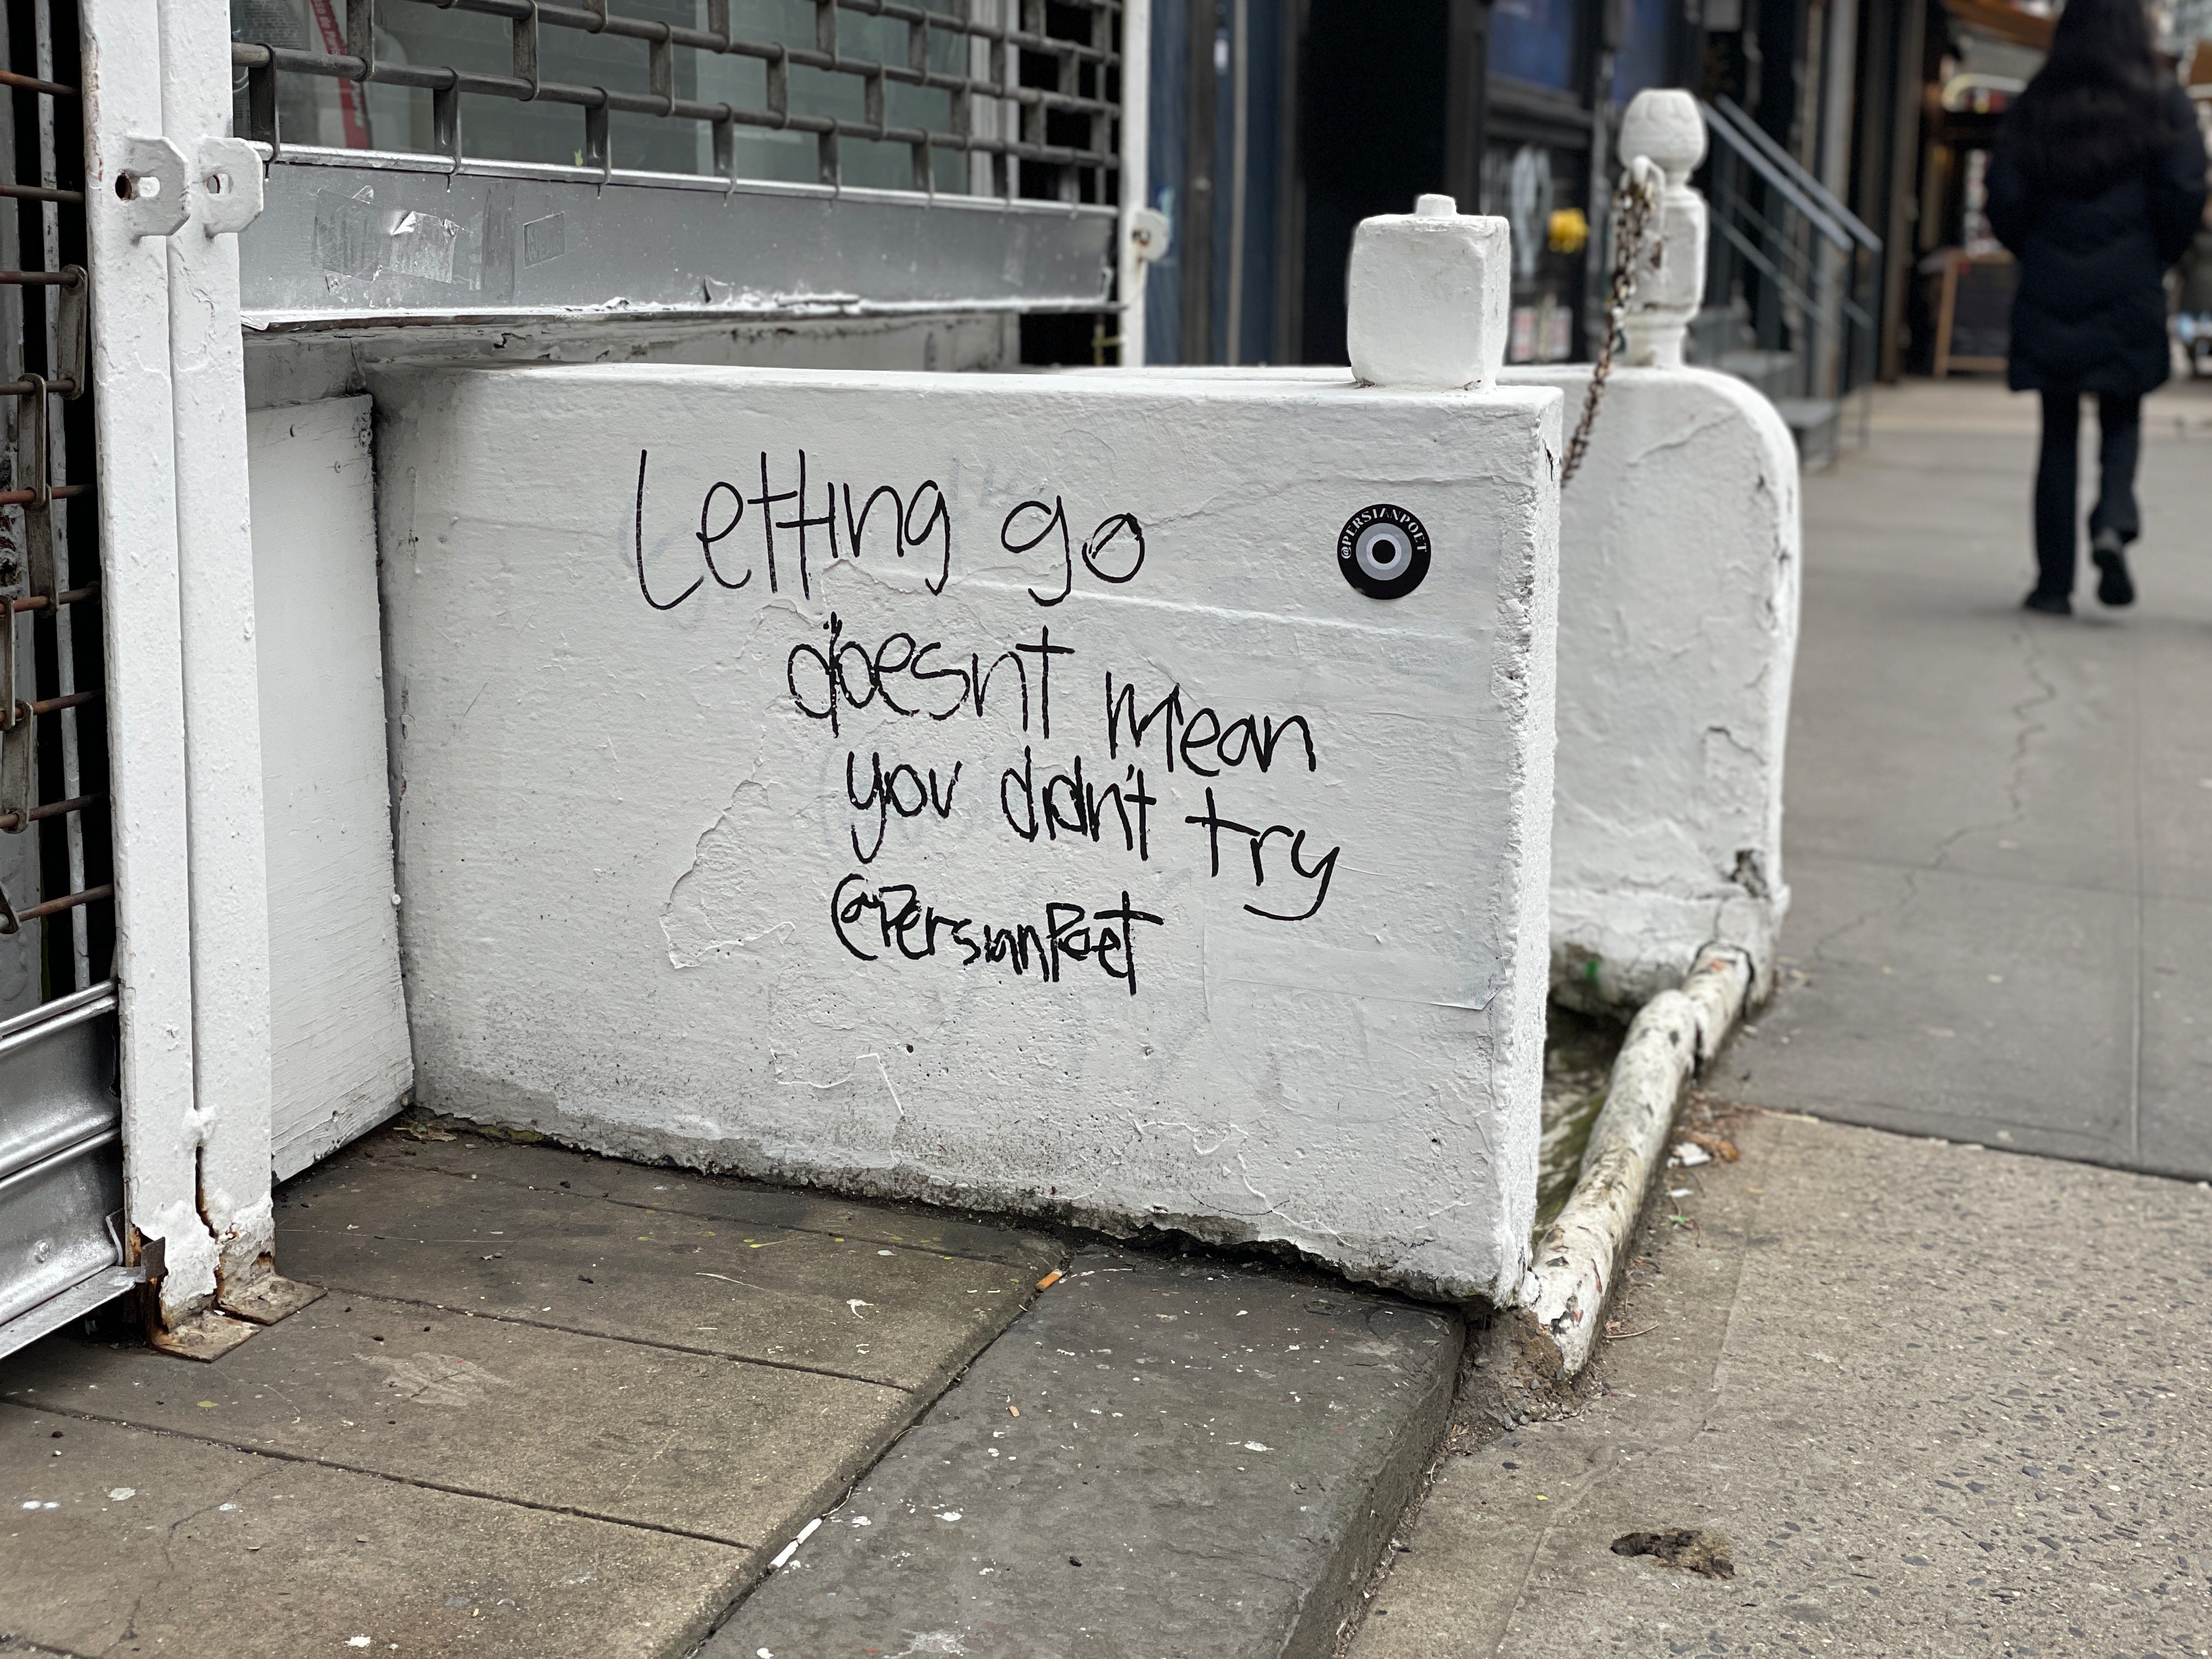 Letting go
@PERSIANPOET
doesnt mean
you didn't try
@PersianPoet